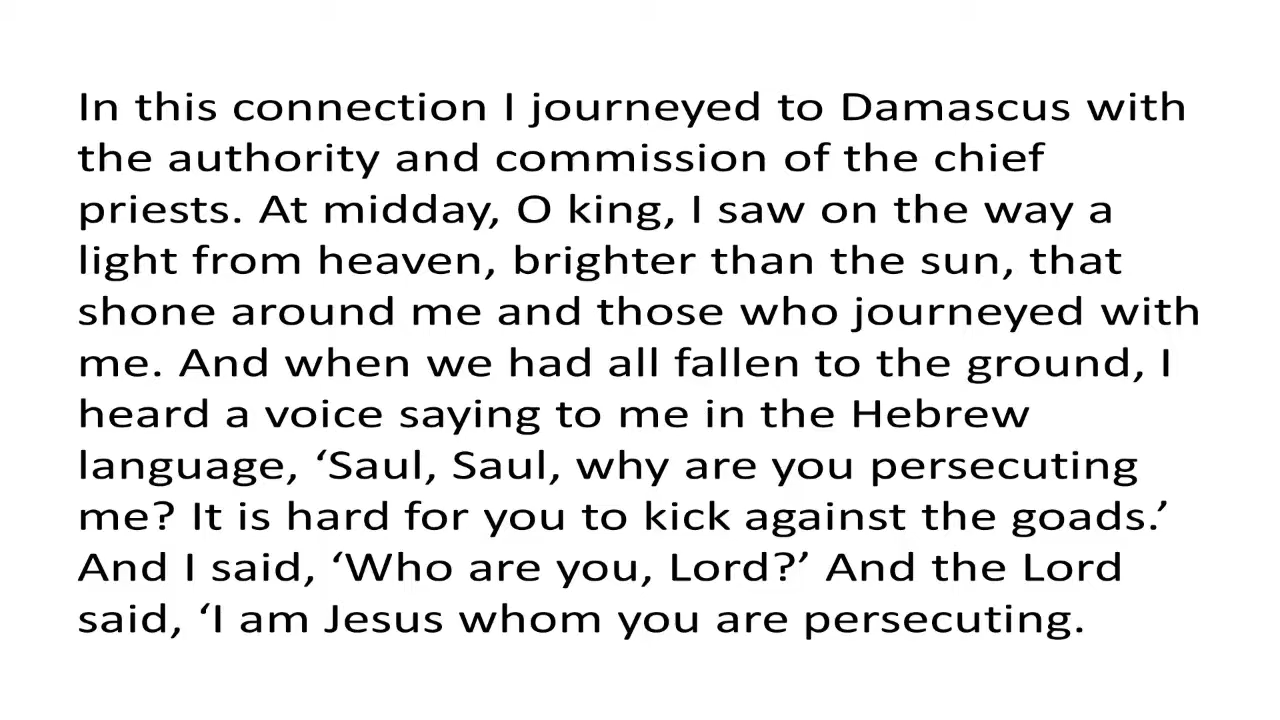 In this connection I journeyed to Damascus with
the authority and commission of the chief
priests. At midday, O king, I saw on the way a
light from heaven, brighter than the sun, that
shone around me and those who journeyed with
me. And when we had all fallen to the ground, I
heard a voice saying to me in the Hebrew
language, ‘Saul, Saul, why are you persecuting
me? It is hard for you to kick against the goads.’
And I said, ‘Who are you, Lord?’ And the Lord
said, ‘I am Jesus whom you are persecuting.